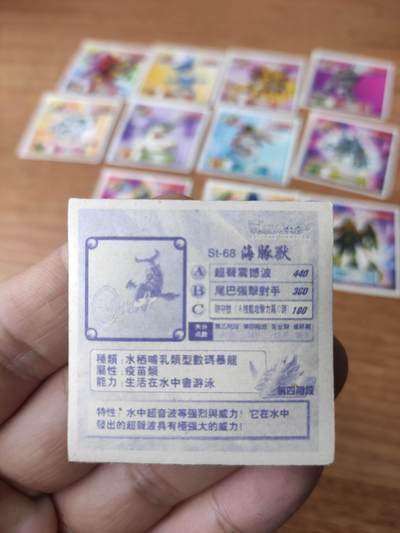 St-68 海豚獸
A 超聲震憾波 440
B 尾巴強擊對手 360
C 180
種類：水栖哺乳類型數碼暴龍
屬性：疫苗類
能力：生活在水中會游泳
第四階段
特性：水中超音波等強烈與威力！它在水中
發出的超聲波具有極強大的威力！